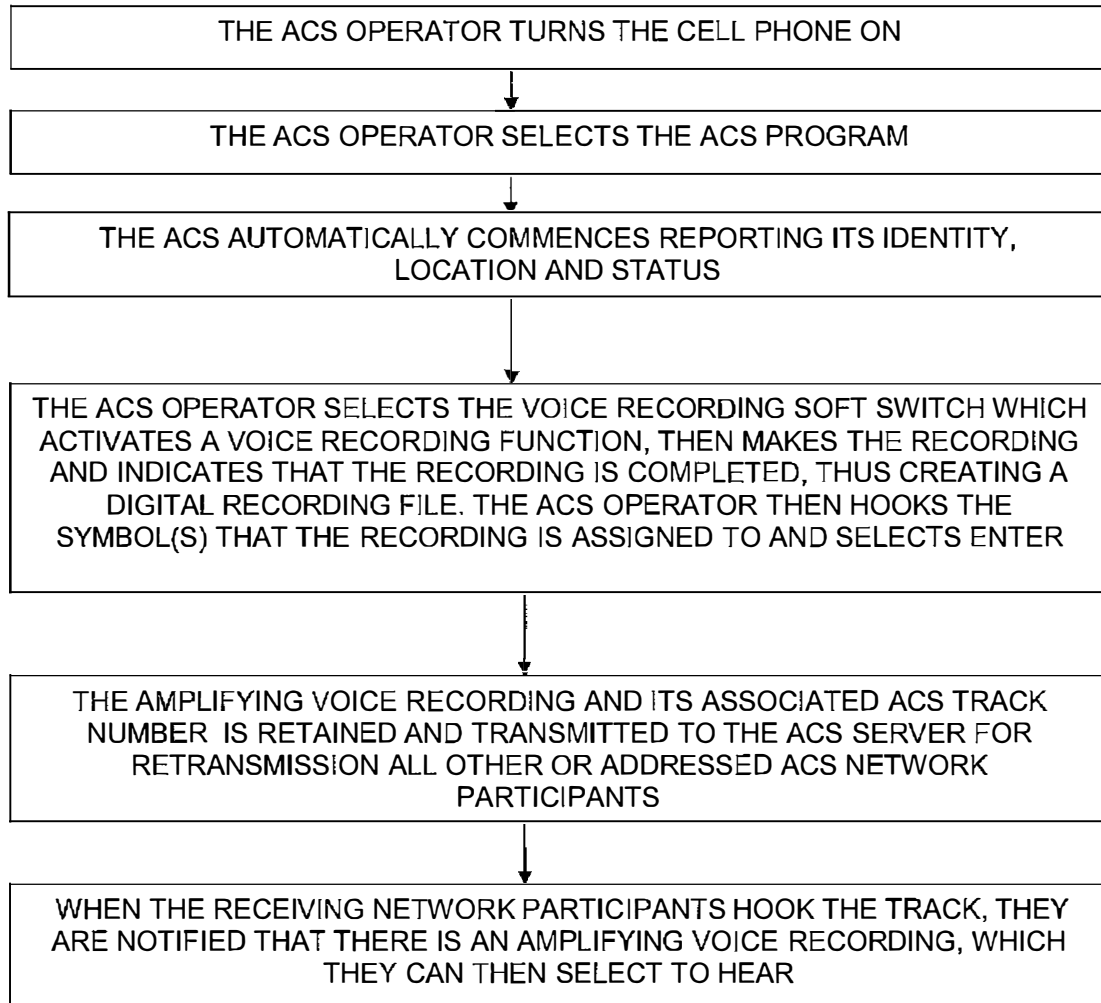 THE ACS OPERATOR TURNS THE CELL PHONE ON
THE ACS OPERATOR SELECTS THE ACS PROGRAM
THE ACS AUTOMATICALLY COMMENCES REPORTING ITS IDENTITY,
LOCATION AND STATUS
THE ACS OPERATOR SELECTS THE VOICE RECORDING SOFT SWITCH WHICH
ACTIVATES A VOICE RECORDING FUNCTION, THEN MAKES THE RECORDING
AND INDICATES THAT THE RECORDING IS COMPLETED, THUS CREATING A
DIGITAL RECORDING FILE. THE ACS OPERATOR THEN HOOKS THE
SYMBOL(S) THAT THE RECORDING IS ASSIGNED TO AND SELECTS ENTER
THE AMPLIFYING VOICE RECORDING AND ITS ASSOCIATED ACS TRACK
NUMBER IS RETAINED AND TRANSMITTED TO THE ACS SERVER FOR
RETRANSMISSION ALL OTHER OR ADDRESSED ACS NETWORK
PARTICIPANTS
WHEN THE RECEIVING NETWORK PARTICIPANTS HOOK THE TRACK, THEY
ARE NOTIFIED THAT THERE IS AN AMPLIFYING VOICE RECORDING, WHICH
THEY CAN THEN SELECT TO HEAR